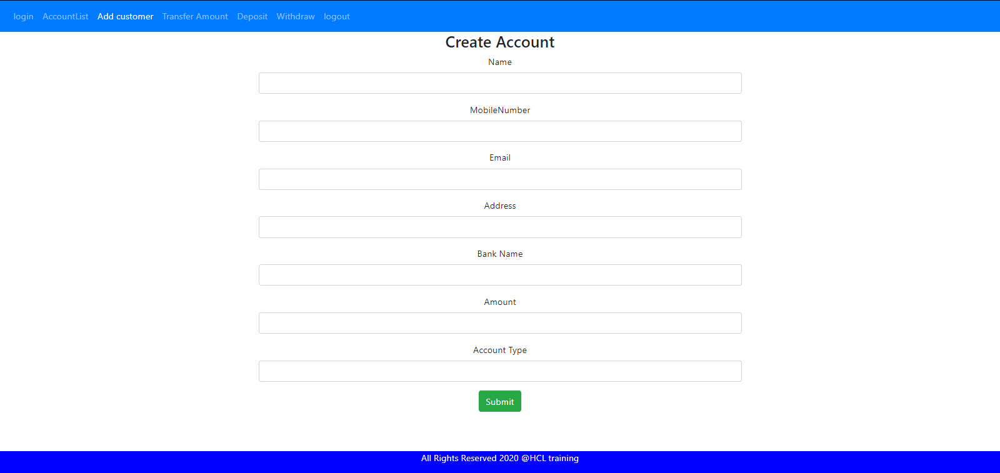 login AccountList Add customer Transfer Amount Deposit Withdraw logout
Create Account
Name
MobileNumber
Email
Address
Bank Name
Amount
Account Type
Submit
All Rights Reserved 2020 @HCL training